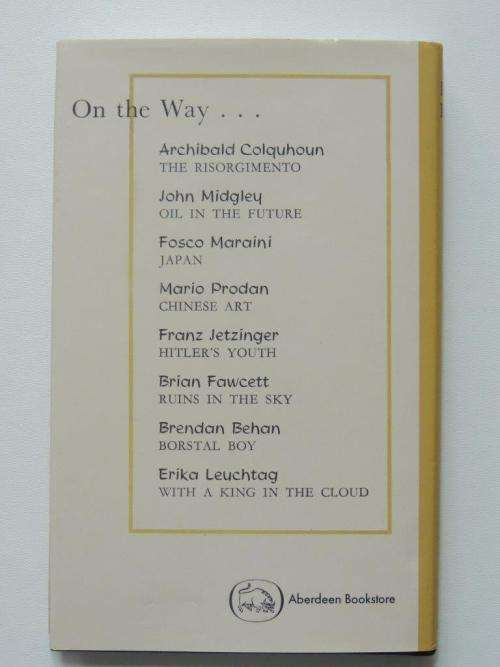 On the Way . . .
Archibald Colquhoun
THE RISORGIMENTO
John Midgley
OIL IN THE FUTURE
Fosco Maraini
JAPAN
Mario Prodan
CHINESE ART
Franz Jetzinger
HITLER'S YOUTH
Brian Fawcett
RUINS IN THE SKY
Brendan Behan
BORSTAL BOY
Erika Leuchtag
WITH A KING IN THE CLOUD
Aberdeen Bookstore